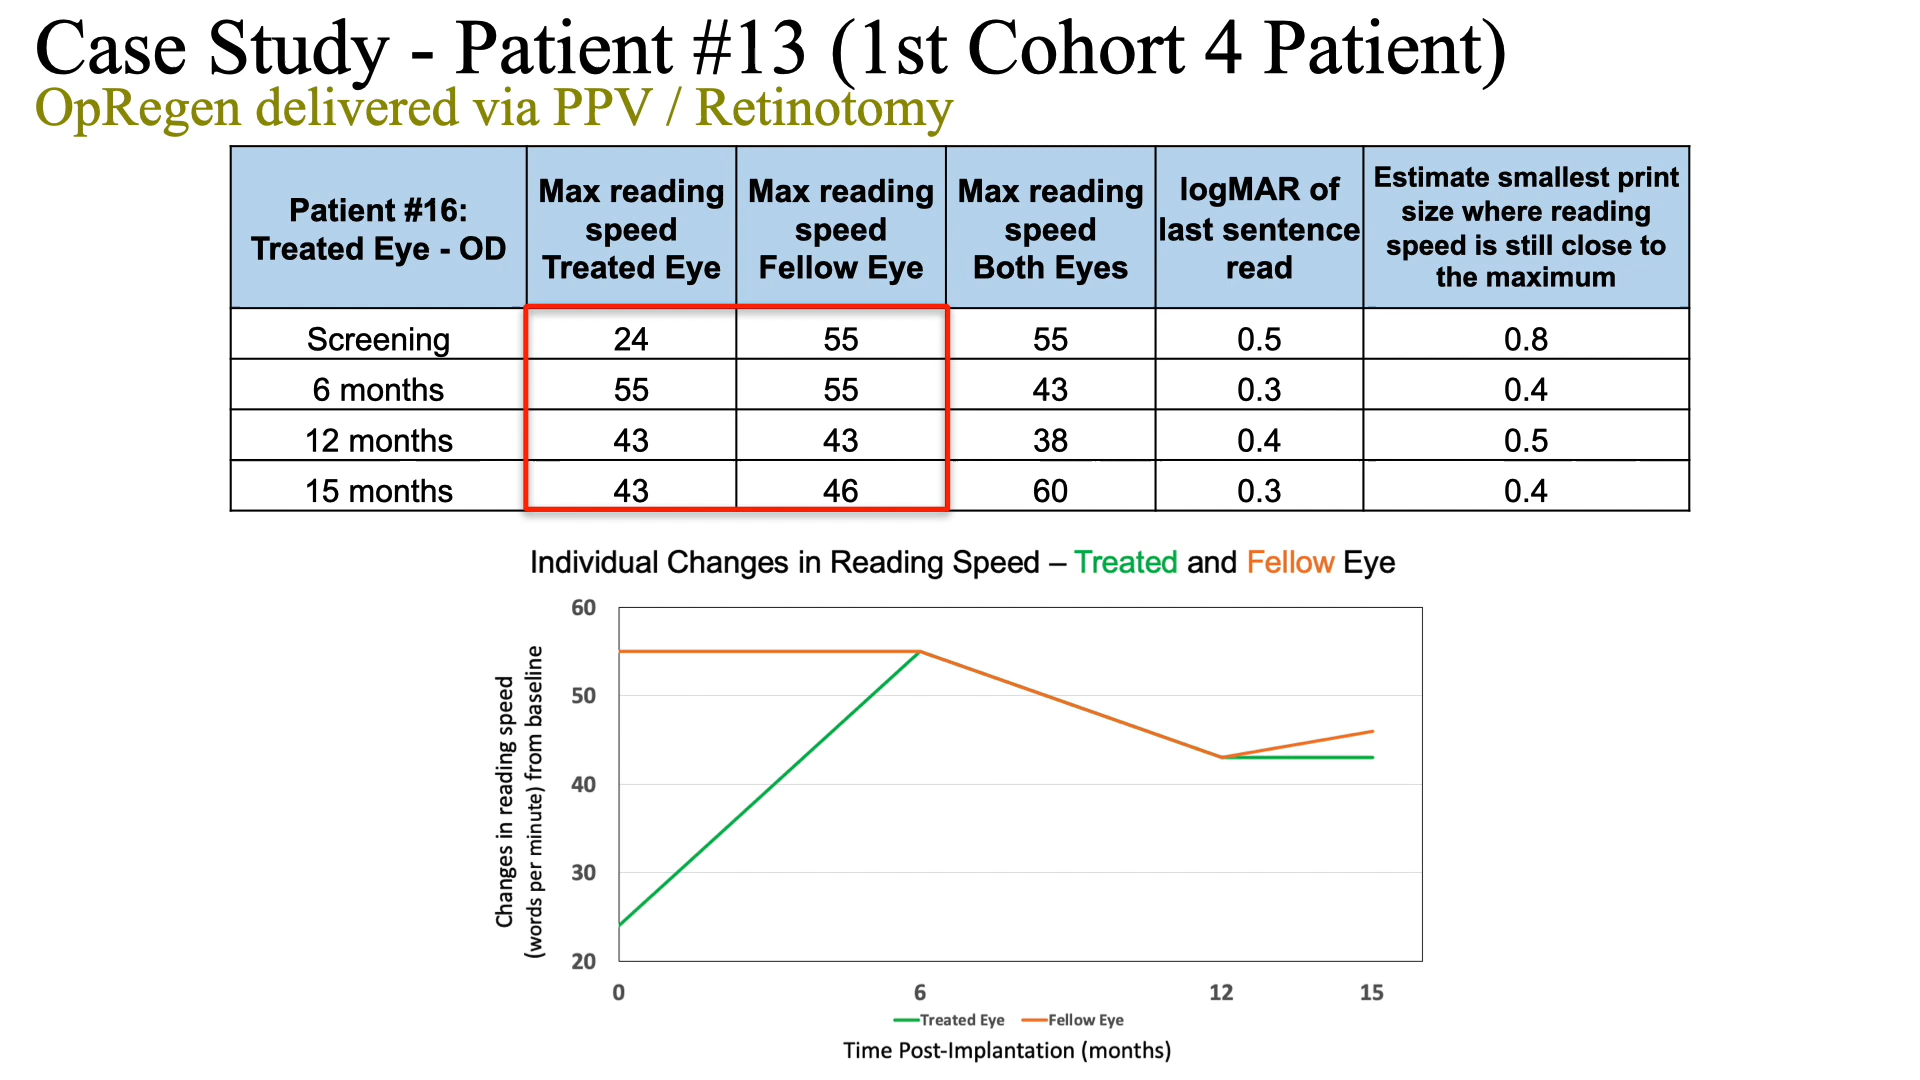 Case Study - Patient #13 (1st Cohort 4 Patient)
OpRegen delivered via PPV / Retinotomy
Patient #16:
Treated Eye - OD
Max reading
speed
Treated Eye
Max reading
speed
Fellow Eye
Max reading
speed
Both Eyes
logMAR of
last sentence
read
Estimate smallest print
size where reading
speed is still close to
the maximum
Screening 24 55 55 0.5 0.8
6 months 55 55 43 0.3 0.4
12 months 43 43 38 0.4 0.5
15 months 43 46 60 0.3 0.4
Individual Changes in Reading Speed – Treated and Fellow Eye
Changes in reading speed
(words per minute) from baseline
60
50
40
30
20
0 6 12 15
Treated Eye Fellow Eye
Time Post-Implantation (months)